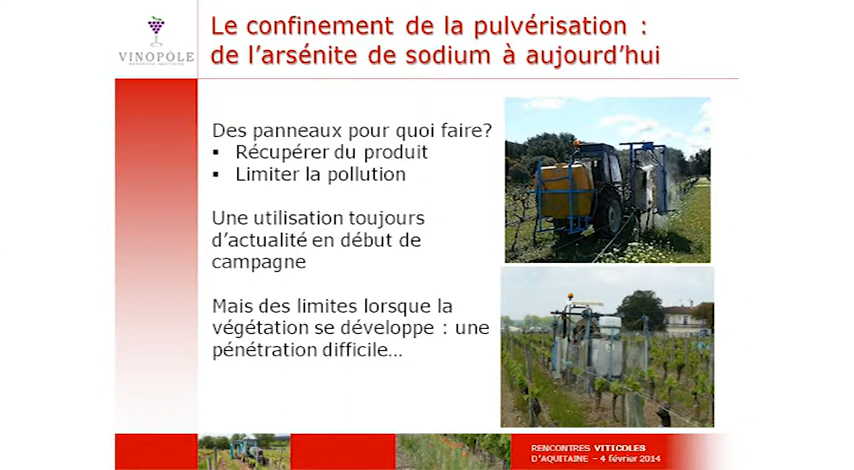 VINOPÔLE
Le confinement de la pulvérisation :
de l'arsénite de sodium à aujourd'hui
Des panneaux pour quoi faire?
▪ Récupérer du produit
▪ Limiter la pollution
Une utilisation toujours
d'actualité en début de
campagne
Mais des limites lorsque la
végétation se développe : une
pénétration difficile…
RENCONTRES VITICOLES
D'AQUITAINE – 4 février 2014